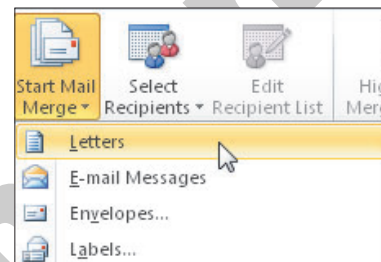 Start Mail Merge Select Recipients Edit Recipient List
Letters
E-mail Messages
Envelopes...
Labels...